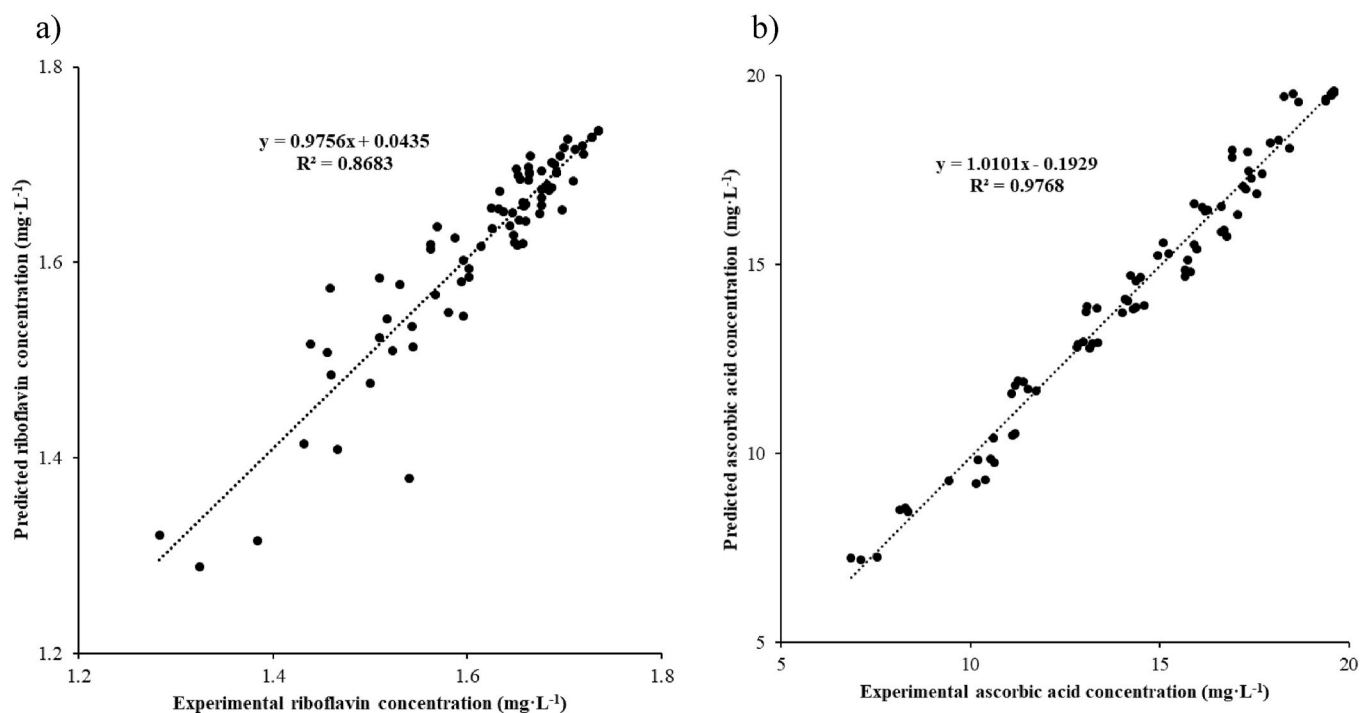 a)
1.8
1.6
1.4
1.2
1.2
1.4
1.6
1.8
y = 0.9756x + 0.0435
R² = 0.8683
Predicted riboflavin concentration (mg·L⁻¹)
Experimental riboflavin concentration (mg·L⁻¹)
b)
20
15
10
5
5
10
15
20
y = 1.0101x - 0.1929
R² = 0.9768
Predicted ascorbic acid concentration (mg·L⁻¹)
Experimental ascorbic acid concentration (mg·L⁻¹)